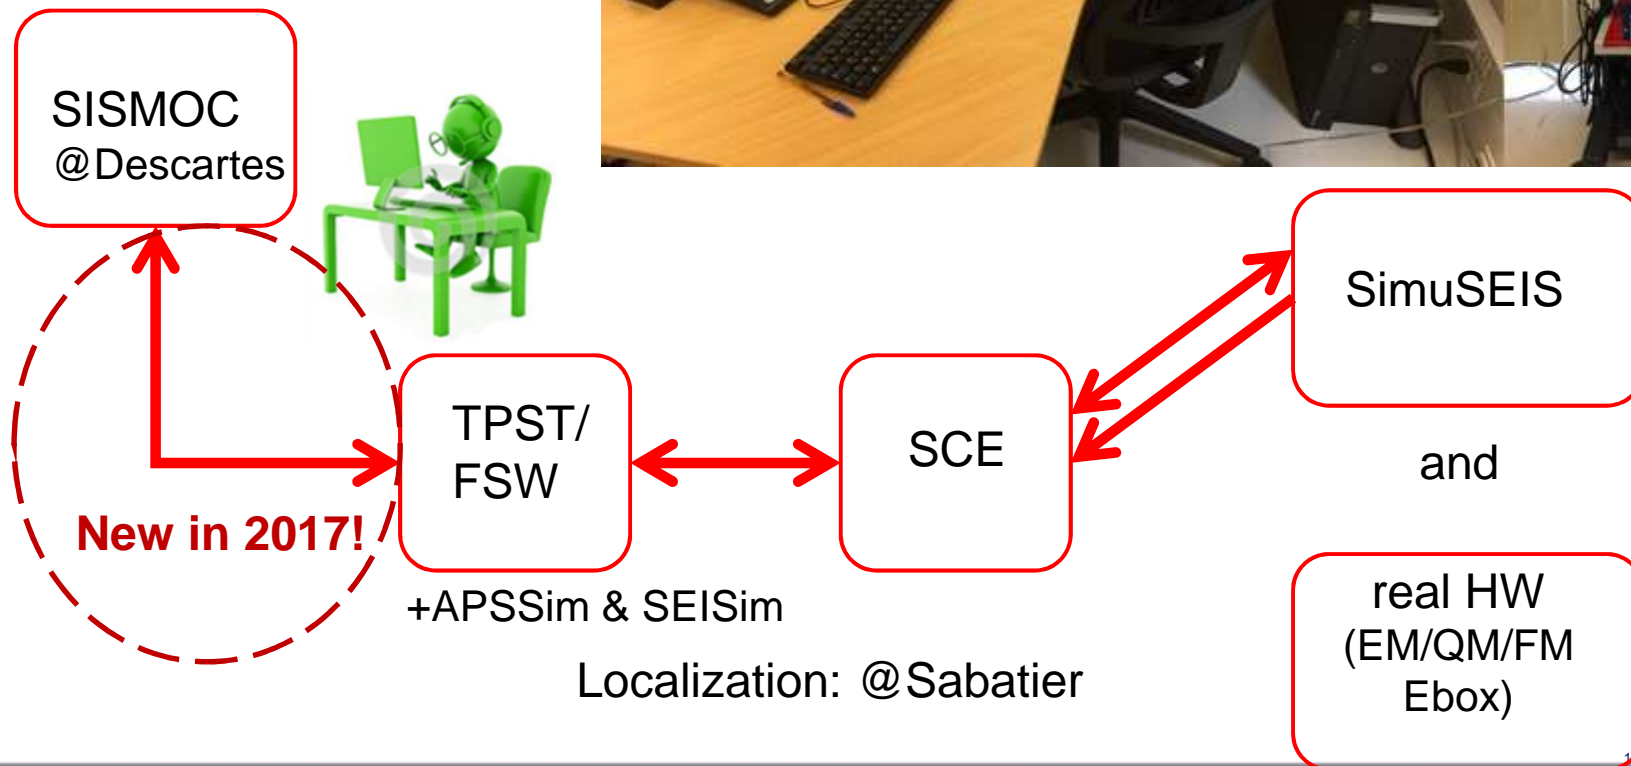 SISMOC
@Descartes
SimuSEIS
TPST/
FSW
SCE
and
New in 2017!
+APSSim & SEISim
real HW
(EM/QM/FM
Ebox)
Localization: @Sabatier